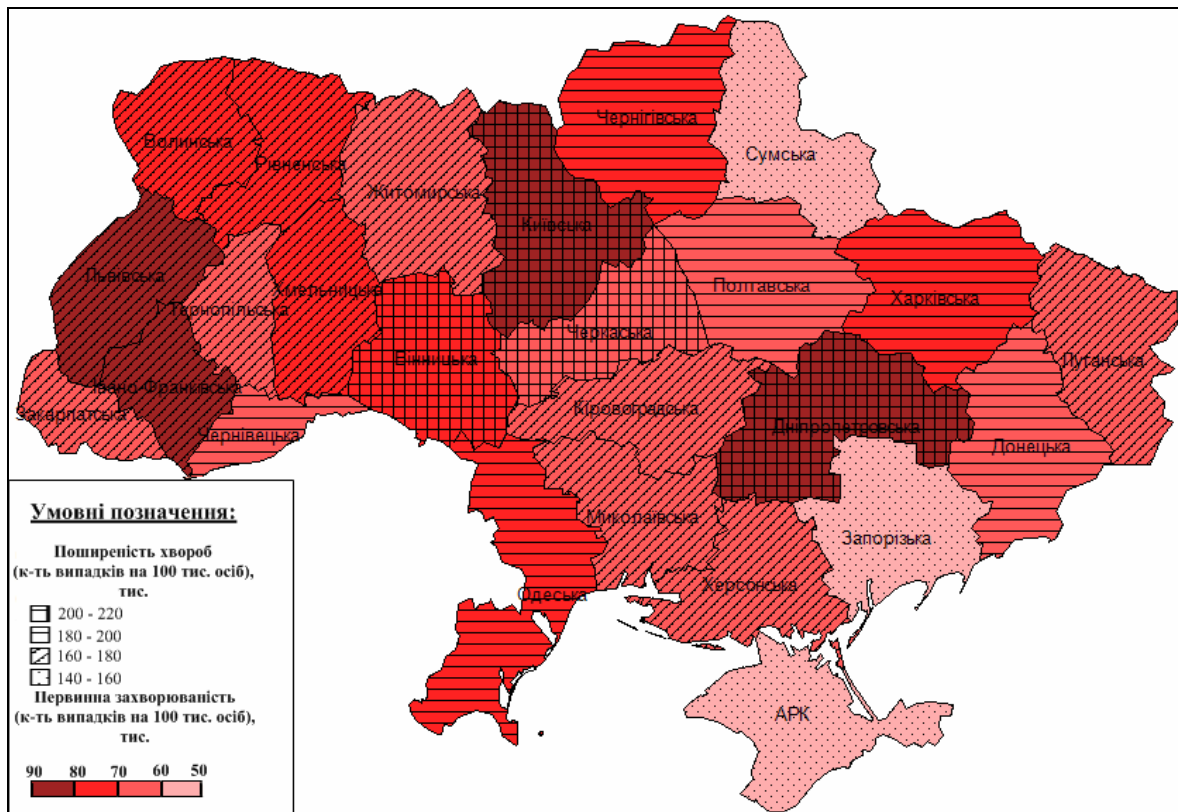 Чернігівська
Волинська
Сумська
Рівненська
Житомирська
Київська
Львівська
Хмельницька
Полтавська
Харківська
Тернопільська
Черкаська
Вінницька
Луганська
Івано-Франківська
Закарпатська
Кіровоградська
Дніпропетровська
Чернівецька
Донецька
Миколаївська
Запорізька
Херсонська
Одеська
АРК
Умовні позначення:
Поширеність хвороб
(к-ть випадків на 100 тис. осіб),
тис.
200 - 220
180 - 200
160 - 180
140 - 160
Первинна захворюваність
(к-ть випадків на 100 тис. осіб),
тис.
90 80 70 60 50